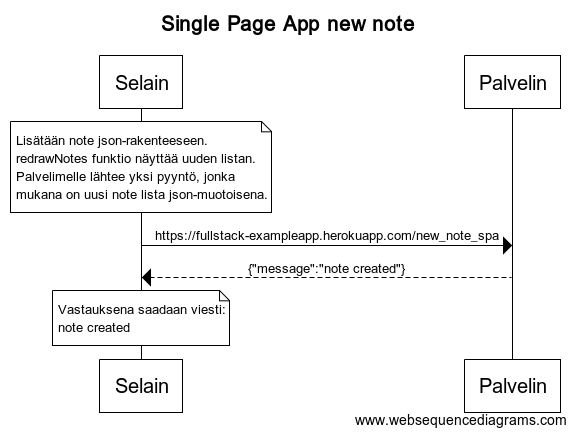 Single Page App new note
Selain
Palvelin
Lisätään note json-rakenteeseen.
redrawNotes funktio näyttää uuden listan.
Palvelimelle lähtee yksi pyyntö, jonka
mukana on uusi note lista json-muotoisena.
https://fullstack-exampleapp.herokuapp.com/new_note_spa
{"message":"note created"}
Vastauksena saadaan viesti:
note created
Selain
Palvelin
www.websequencediagrams.com